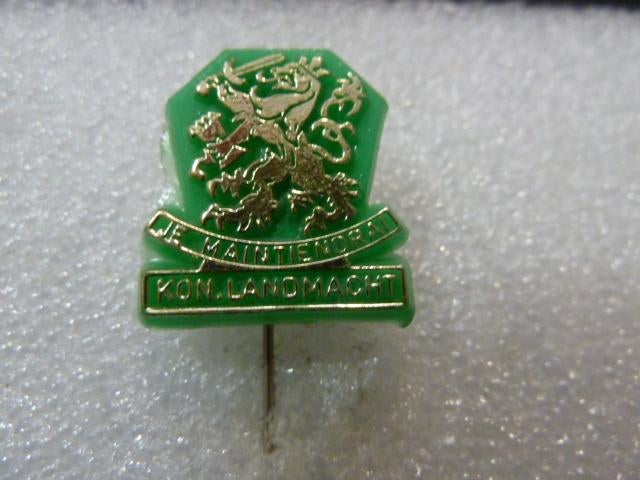 JE MAINTIENDRAI
KON. LANDMACHT